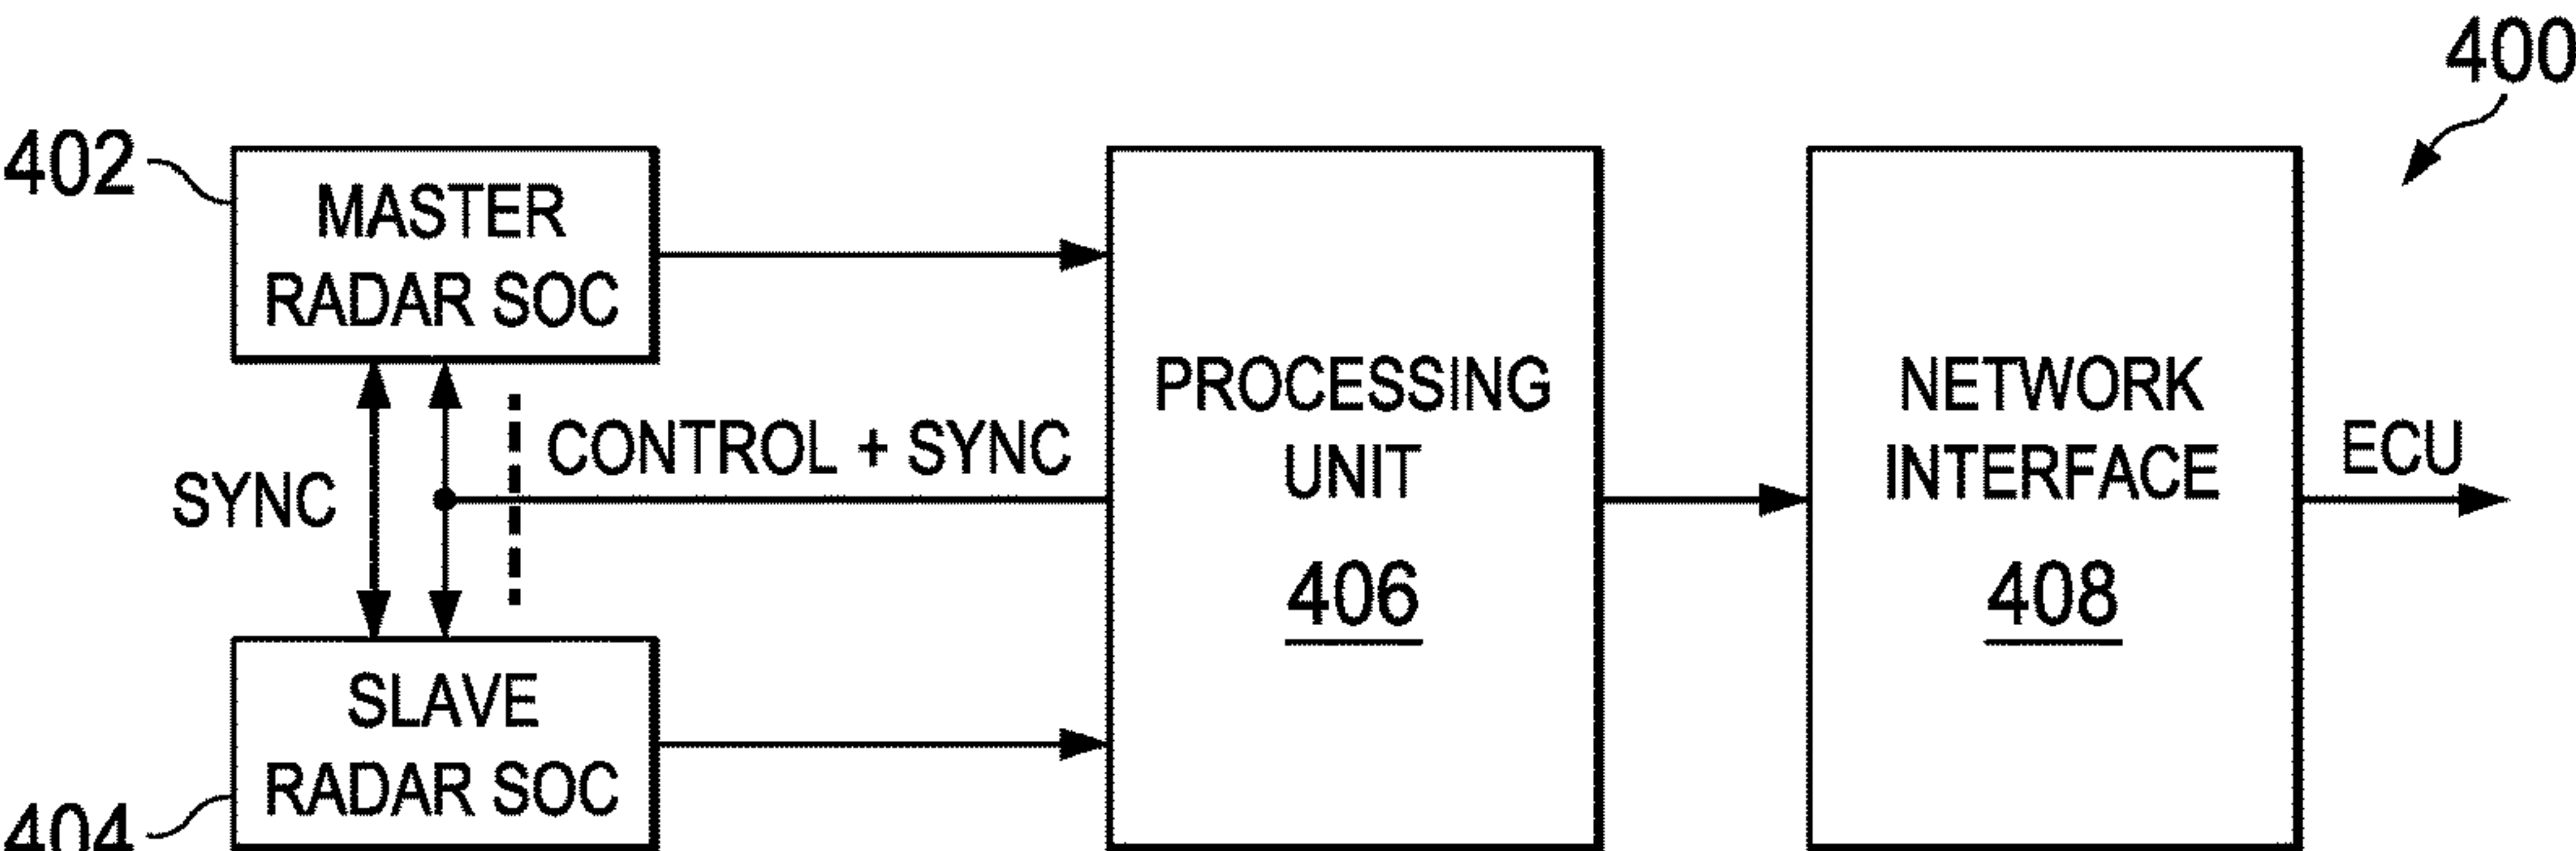 400
402
MASTER
RADAR SOC
SYNC
CONTROL + SYNC
SLAVE
RADAR SOC
404
PROCESSING
UNIT
406
NETWORK
INTERFACE
408
ECU